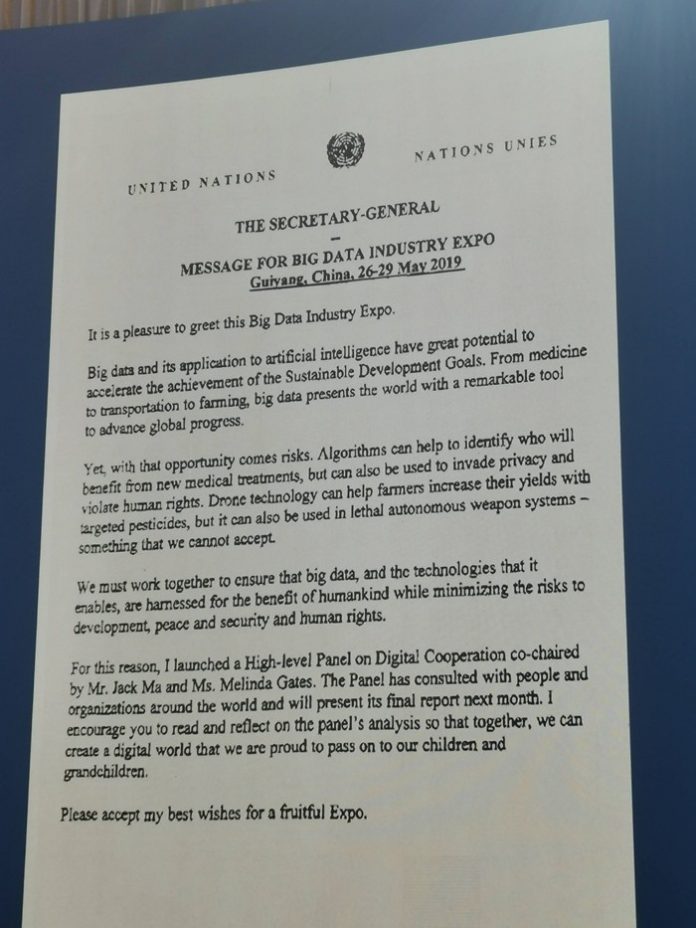 UNITED NATIONS
NATIONS UNIES
THE SECRETARY-GENERAL
–
MESSAGE FOR BIG DATA INDUSTRY EXPO
Guiyang, China, 26-29 May 2019
It is a pleasure to greet this Big Data Industry Expo.
Big data and its application to artificial intelligence have great potential to
accelerate the achievement of the Sustainable Development Goals. From medicine
to transportation to farming, big data presents the world with a remarkable tool
to advance global progress.
Yet, with that opportunity comes risks. Algorithms can help to identify who will
benefit from new medical treatments, but can also be used to invade privacy and
violate human rights. Drone technology can help farmers increase their yields with
targeted pesticides, but it can also be used in lethal autonomous weapon systems –
something that we cannot accept.
We must work together to ensure that big data, and the technologies that it
enables, are harnessed for the benefit of humankind while minimizing the risks to
development, peace and security and human rights.
For this reason, I launched a High-level Panel on Digital Cooperation co-chaired
by Mr. Jack Ma and Ms. Melinda Gates. The Panel has consulted with people and
organizations around the world and will present its final report next month. I
encourage you to read and reflect on the panel's analysis so that together, we can
create a digital world that we are proud to pass on to our children and
grandchildren.
Please accept my best wishes for a fruitful Expo.